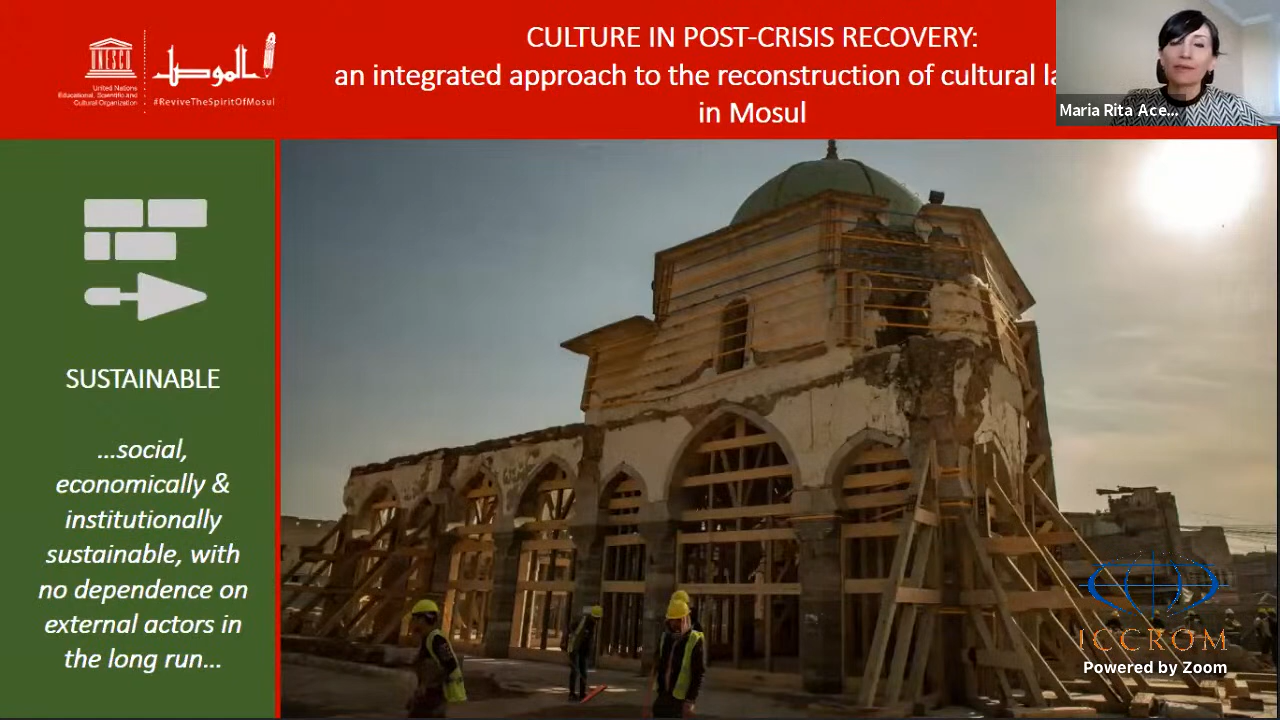 CULTURE IN POST-CRISIS RECOVERY:
an integrated approach to the reconstruction of cultural la
in Mosul
UNESCO
United Nations
Educational, Scientific and
Cultural Organization
الموصل
#ReviveTheSpiritOfMosul
Maria Rita Ace...
SUSTAINABLE
...social,
economically &
institutionally
sustainable, with
no dependence on
external actors in
the long run...
ICCROM
Powered by Zoom